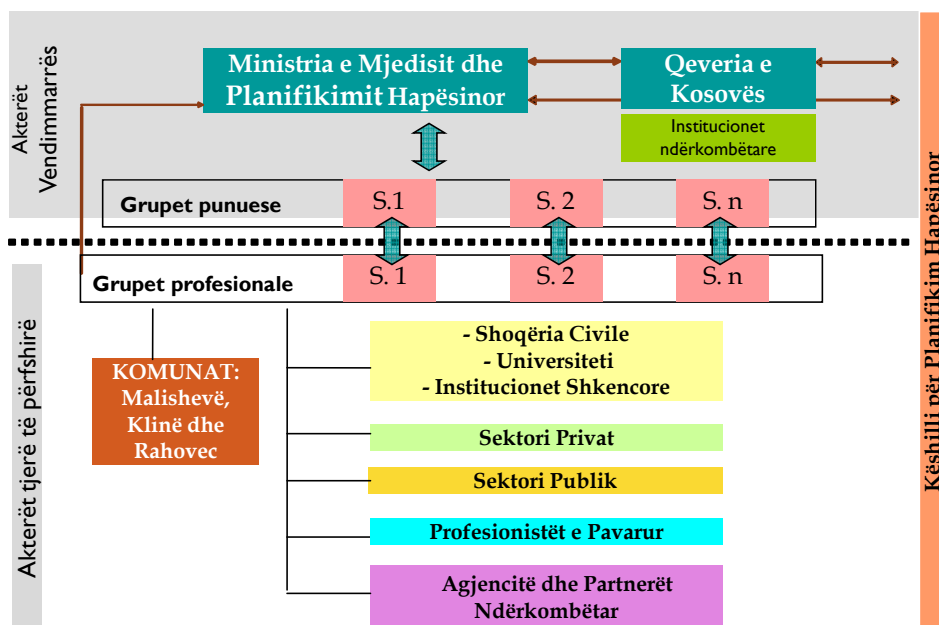 Akterët
Vendimmarrës
Ministria e Mjedisit dhe
Planifikimit Hapësinor
Qeveria e
Kosovës
Institucionet
ndërkombëtare
Grupet punuese
S.1
S. 2
S. n
Grupet profesionale
S. 1
S. 2
S. n
Akterët tjerë të përfshirë
KOMUNAT:
Malishevë,
Klinë dhe
Rahovec
- Shoqëria Civile
- Universiteti
- Institucionet Shkencore
Sektori Privat
Sektori Publik
Profesionistët e Pavarur
Agjencitë dhe Partnerët
Ndërkombëtar
Këshilli për Planifikim Hapësinor